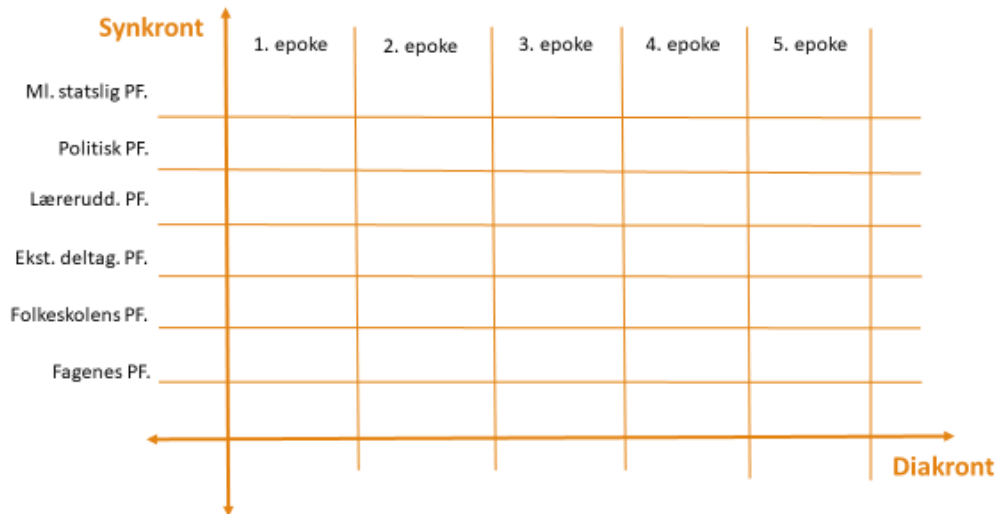 Synkront
1. epoke 2. epoke 3. epoke 4. epoke 5. epoke
Ml. statslig PF.
Politisk PF.
Lærerudd. PF.
Ekst. deltag. PF.
Folkeskolens PF.
Fagenes PF.
Diakront